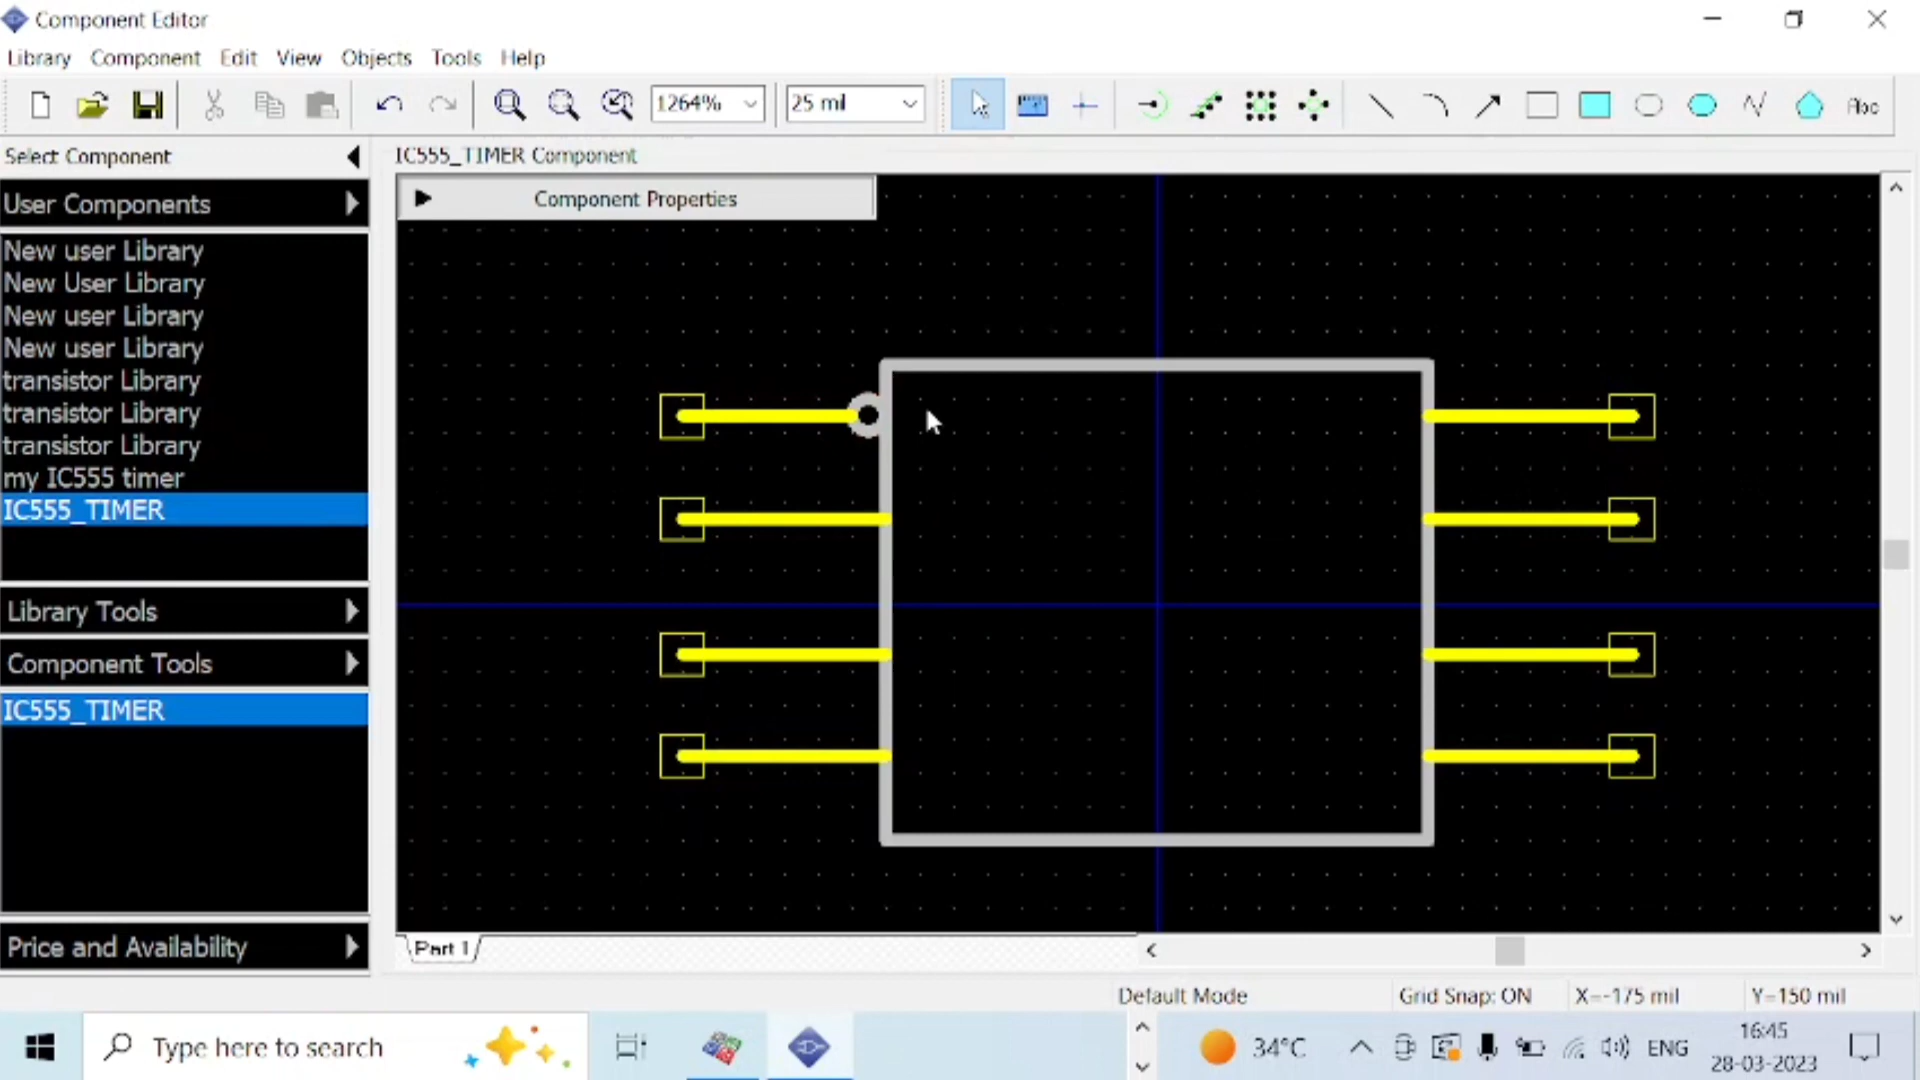 Component Editor
Library Component Edit View Objects Tools Help
1264% 25 mil Abc
Select Component
IC555_TIMER Component
User Components
Component Properties
New user Library
New User Library
New user Library
New user Library
transistor Library
transistor Library
transistor Library
my IC555 timer
IC555_TIMER
Library Tools
Component Tools
IC555_TIMER
Price and Availability
Part 1
Default Mode Grid Snap: ON X=-175 mil Y=150 mil
Type here to search
34°C
ENG
16:45
28-03-2023